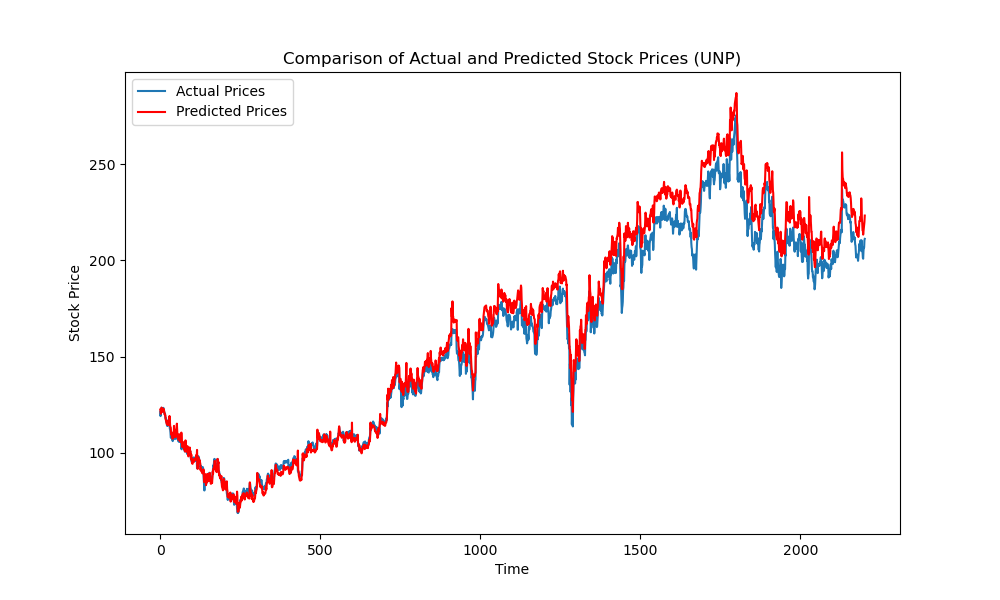 Comparison of Actual and Predicted Stock Prices (UNP)
Actual Prices
Predicted Prices
250
200
150
100
Stock Price
0 500 1000 1500 2000
Time